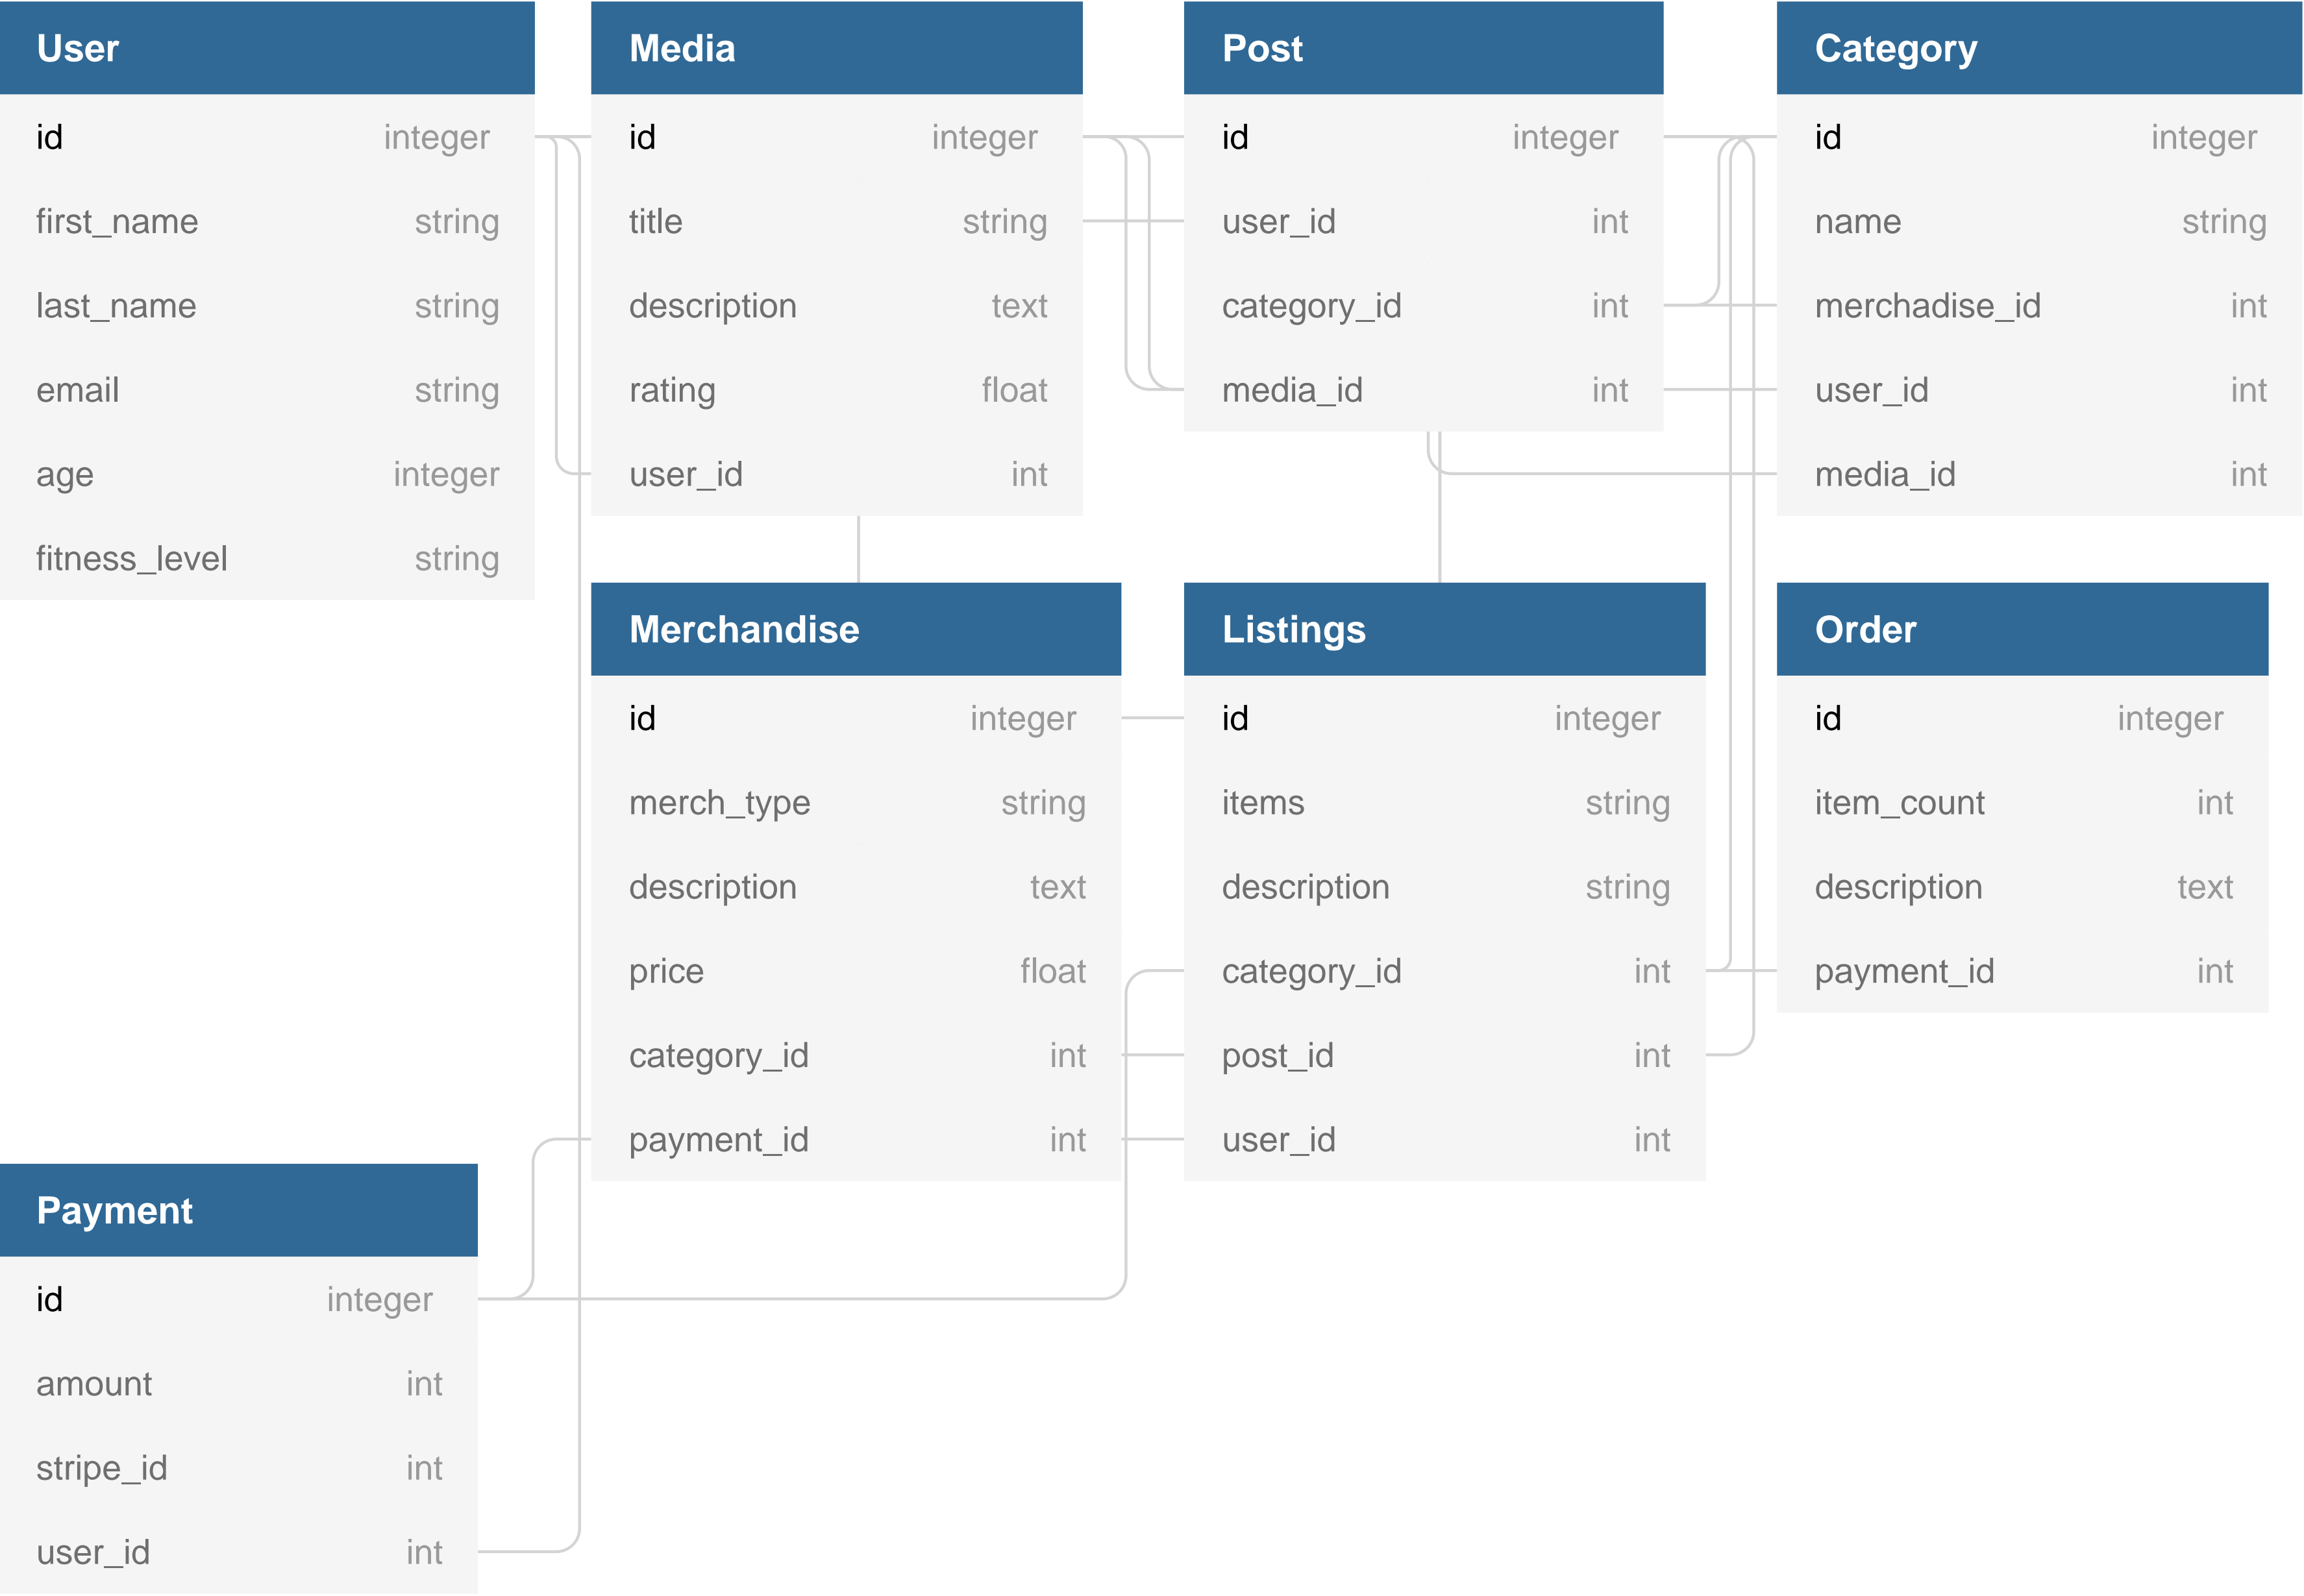 User
id integer
first_name string
last_name string
email string
age integer
fitness_level string
Media
id integer
title string
description text
rating float
user_id int
Post
id integer
user_id int
category_id int
media_id int
Category
id integer
name string
merchadise_id int
user_id int
media_id int
Merchandise
id integer
merch_type string
description text
price float
category_id int
payment_id int
Listings
id integer
items string
description string
category_id int
post_id int
user_id int
Order
id integer
item_count int
description text
payment_id int
Payment
id integer
amount int
stripe_id int
user_id int